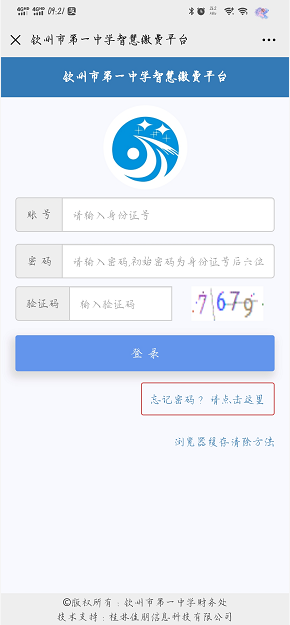 09:21
钦州市第一中学智慧缴费平台
钦州市第一中学智慧缴费平台
账号 请输入身份证号
密码 请输入密码,初始密码为身份证号后六位
验证码 输入验证码 7679
登录
忘记密码？请点击这里
浏览器缓存清除方法
©版权所有：钦州市第一中学财务处
技术支持：桂林佳朋信息科技有限公司